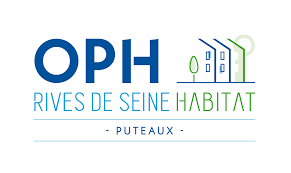 OPH
RIVES DE SEINE HABITAT
- PUTEAUX -